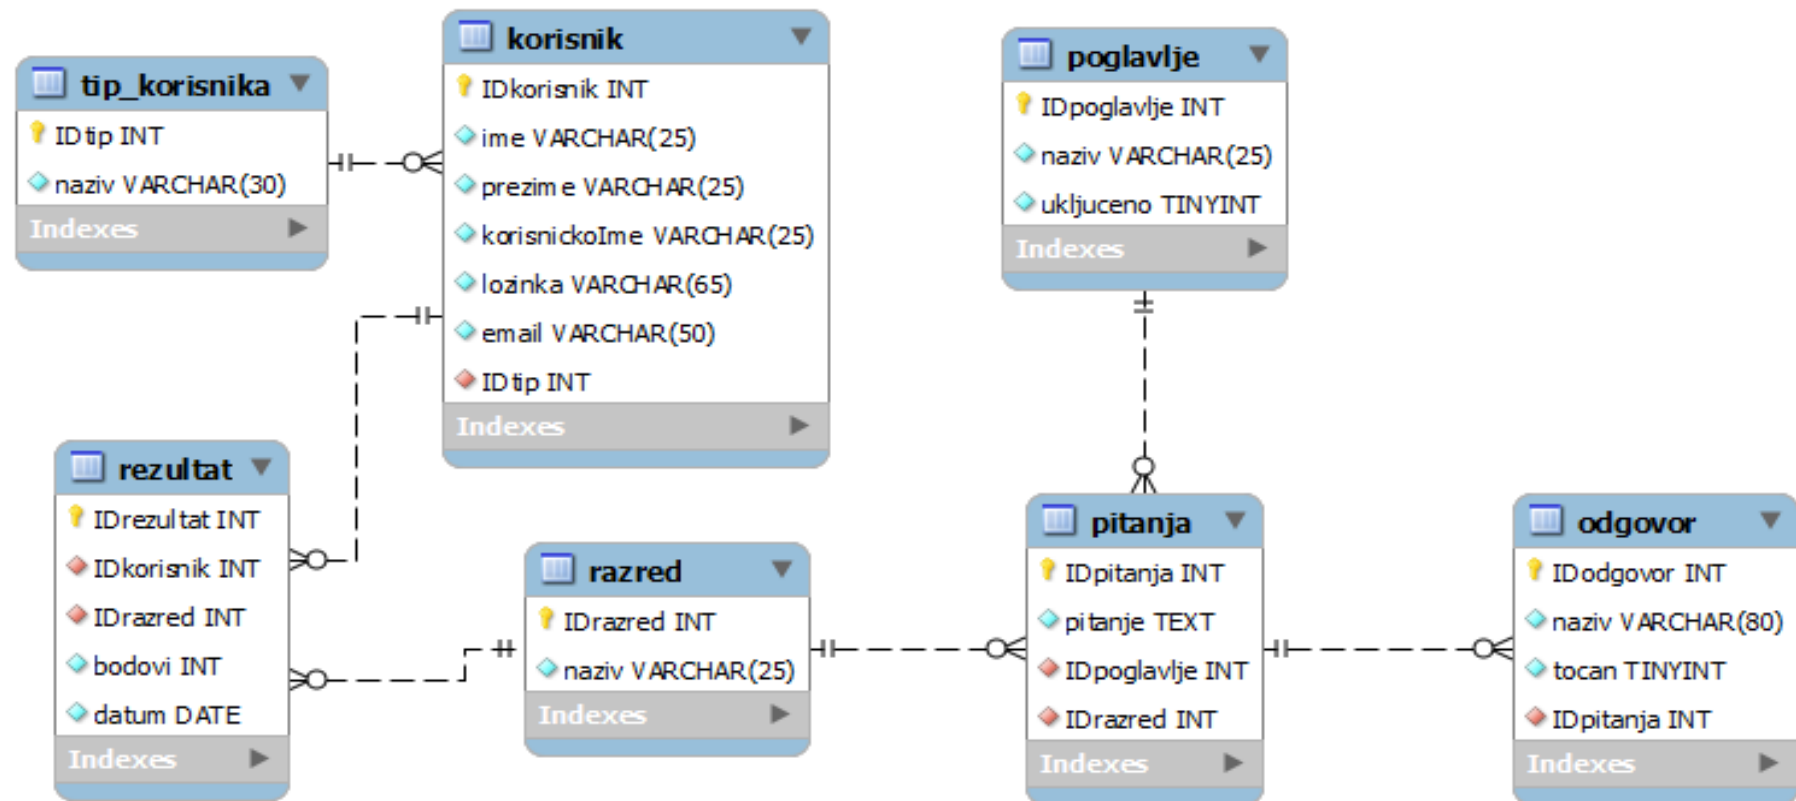 tip_korisnika
IDtip INT
naziv VARCHAR(30)
Indexes
korisnik
IDkorisnik INT
ime VARCHAR(25)
prezime VARCHAR(25)
korisnickoIme VARCHAR(25)
lozinka VARCHAR(65)
email VARCHAR(50)
IDtip INT
Indexes
poglavlje
IDpoglavlje INT
naziv VARCHAR(25)
ukljuceno TINYINT
Indexes
rezultat
IDrezultat INT
IDkorisnik INT
IDrazred INT
bodovi INT
datum DATE
Indexes
razred
IDrazred INT
naziv VARCHAR(25)
Indexes
pitanja
IDpitanja INT
pitanje TEXT
IDpoglavlje INT
IDrazred INT
Indexes
odgovor
IDodgovor INT
naziv VARCHAR(80)
tocan TINYINT
IDpitanja INT
Indexes